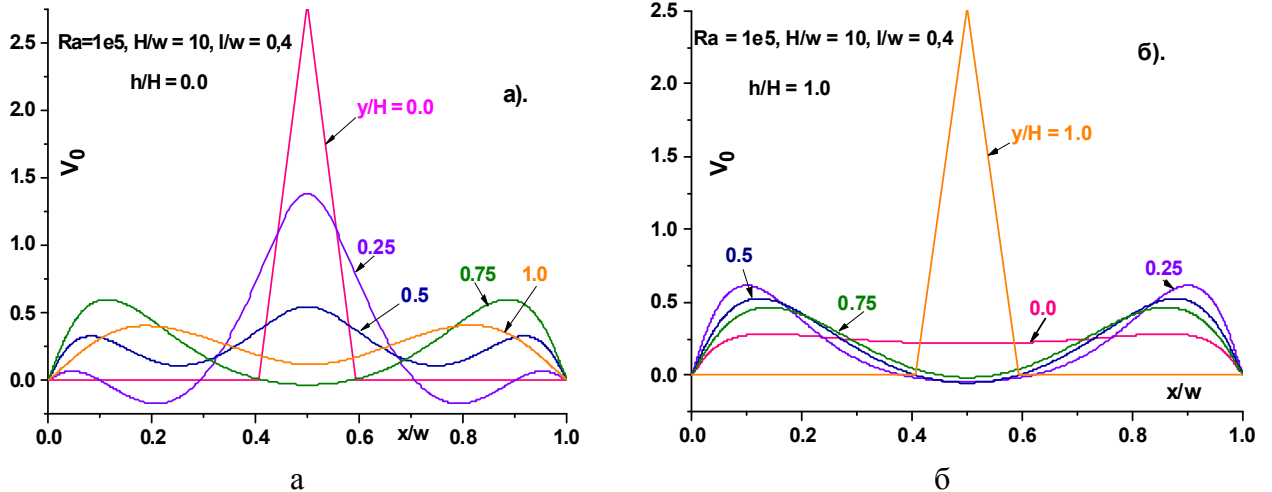 Ra=1e5, H/w = 10, l/w = 0,4
h/H = 0.0
а).
y/H = 0.0
0.25
0.5
0.75
1.0
V0
2.5
2.0
1.5
1.0
0.5
0.0
0.0
0.2
0.4
0.6
x/w
0.8
1.0
а
Ra = 1e5, H/w = 10, l/w = 0,4
h/H = 1.0
б).
y/H = 1.0
0.5
0.75
0.25
0.0
V0
2.5
2.0
1.5
1.0
0.5
0.0
x/w
0.0
0.2
0.4
0.6
0.8
1.0
б